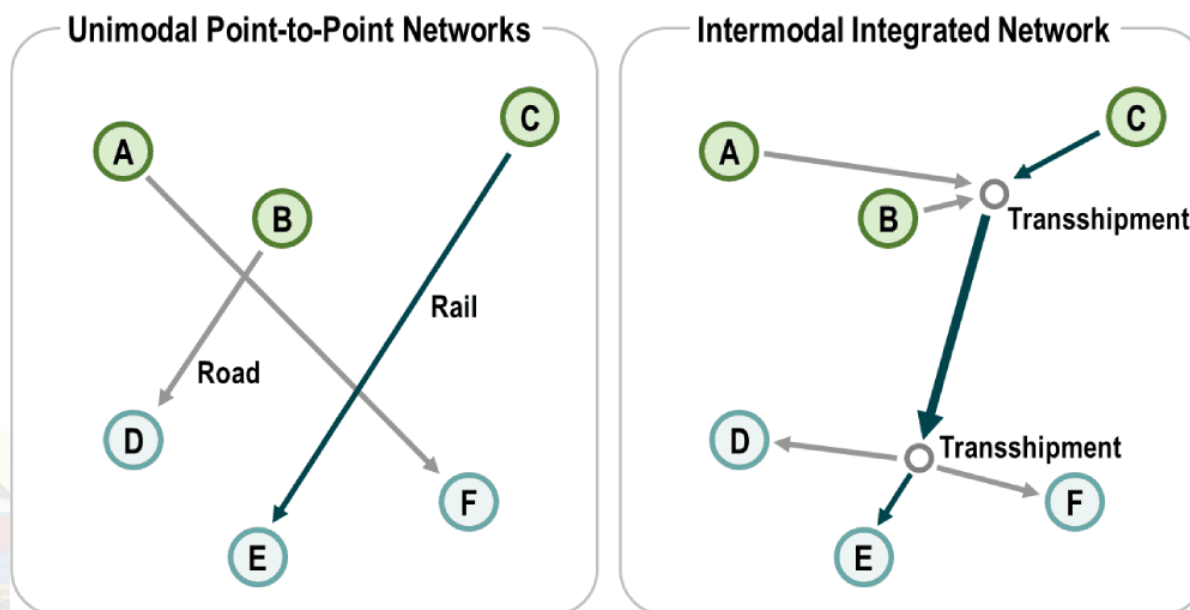 Unimodal Point-to-Point Networks
A
B
C
Rail
Road
D
E
F
Intermodal Integrated Network
A
B
C
Transshipment
D
Transshipment
E
F